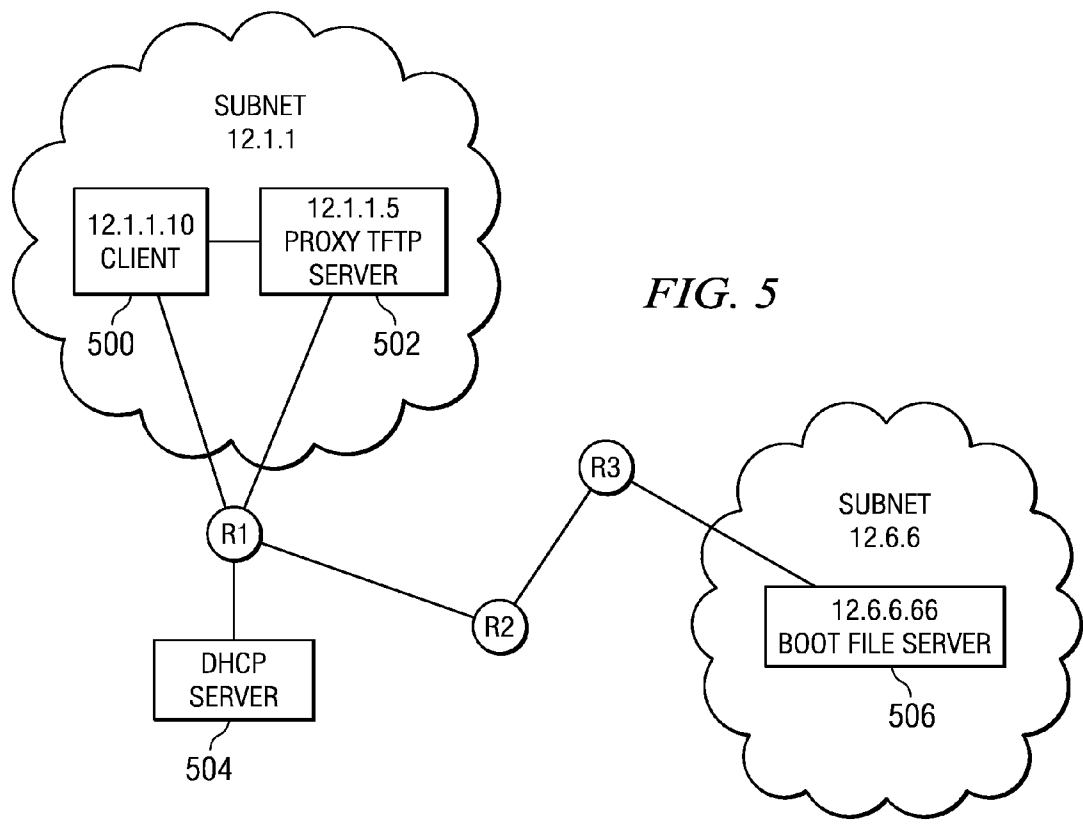 SUBNET
12.1.1
12.1.1.10
CLIENT
12.1.1.5
PROXY TFTP
SERVER
500
502
FIG. 5
R1
R2
R3
DHCP
SERVER
504
SUBNET
12.6.6
12.6.6.66
BOOT FILE SERVER
506